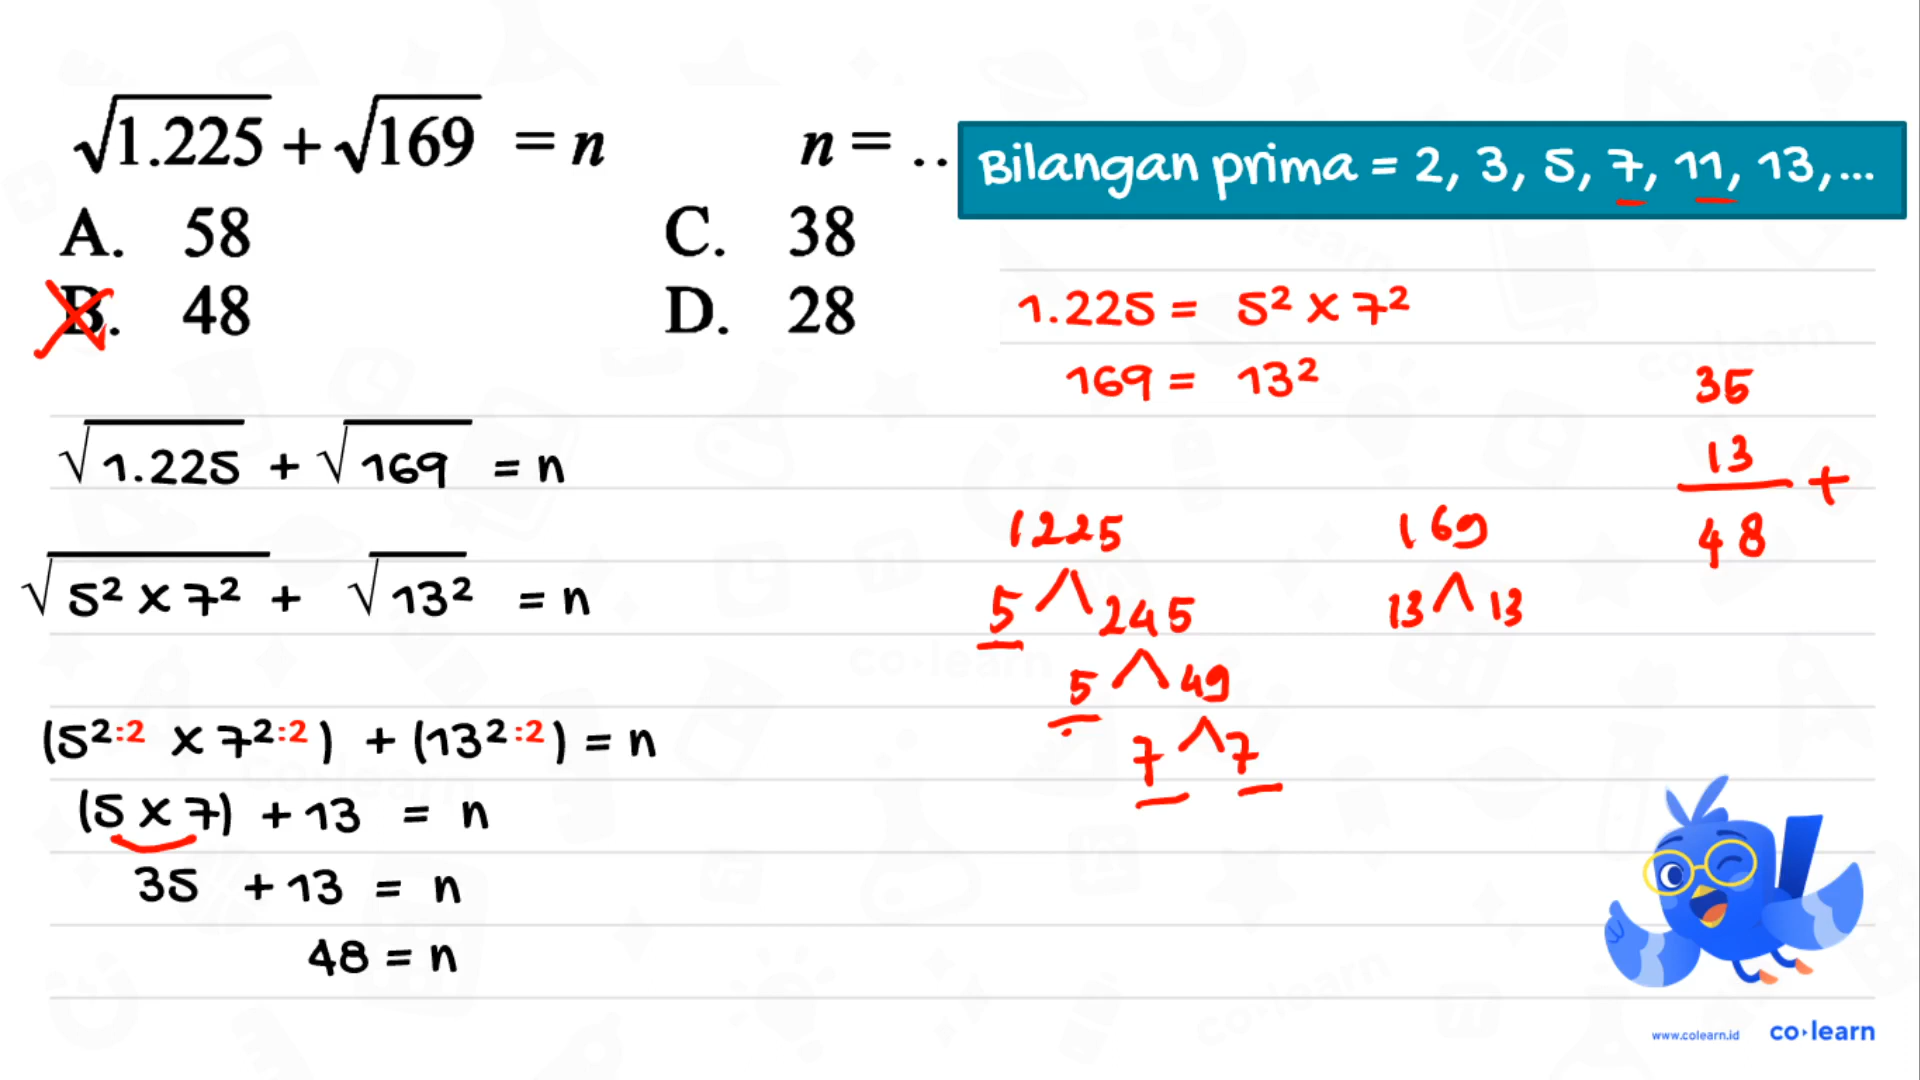 √1.225 + √169 = n n = ..
A. 58 C. 38
B. 48 D. 28
Bilangan prima = 2, 3, 5, 7, 11, 13, ...
√1.225 + √169 = n
√5² x 7² + √13² = n
(5²:² x 7²:²) + (13²:²) = n
(5 x 7) + 13 = n
35 + 13 = n
48 = n
1.225 = 5² x 7²
169 = 13²
35
13
+
48
1225
5 245
5 49
7 7
169
13 13
co-learn
www.colearn.id co·learn